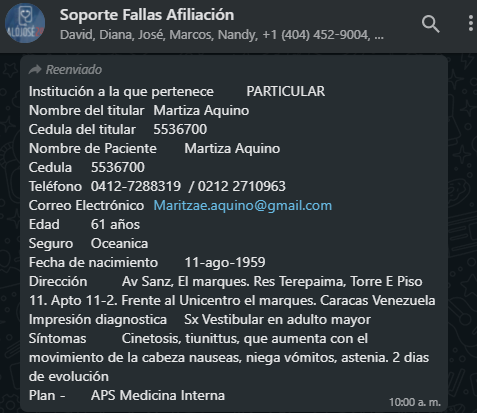 Soporte Fallas Afiliación
David, Diana, José, Marcos, Nandy, +1 (404) 452-9004, ...
Reenviado
Institución a la que pertenece PARTICULAR
Nombre del titular Martiza Aquino
Cedula del titular 5536700
Nombre de Paciente Martiza Aquino
Cedula 5536700
Teléfono 0412-7288319 / 0212 2710963
Correo Electrónico Maritzae.aquino@gmail.com
Edad 61 años
Seguro Oceanica
Fecha de nacimiento 11-ago-1959
Dirección Av Sanz, El marques. Res Terepaima, Torre E Piso
11. Apto 11-2. Frente al Unicentro el marques. Caracas Venezuela
Impresión diagnostica Sx Vestibular en adulto mayor
Síntomas Cinetosis, tiunittus, que aumenta con el
movimiento de la cabeza nauseas, niega vómitos, astenia. 2 dias
de evolución
Plan - APS Medicina Interna
10:00 a. m.